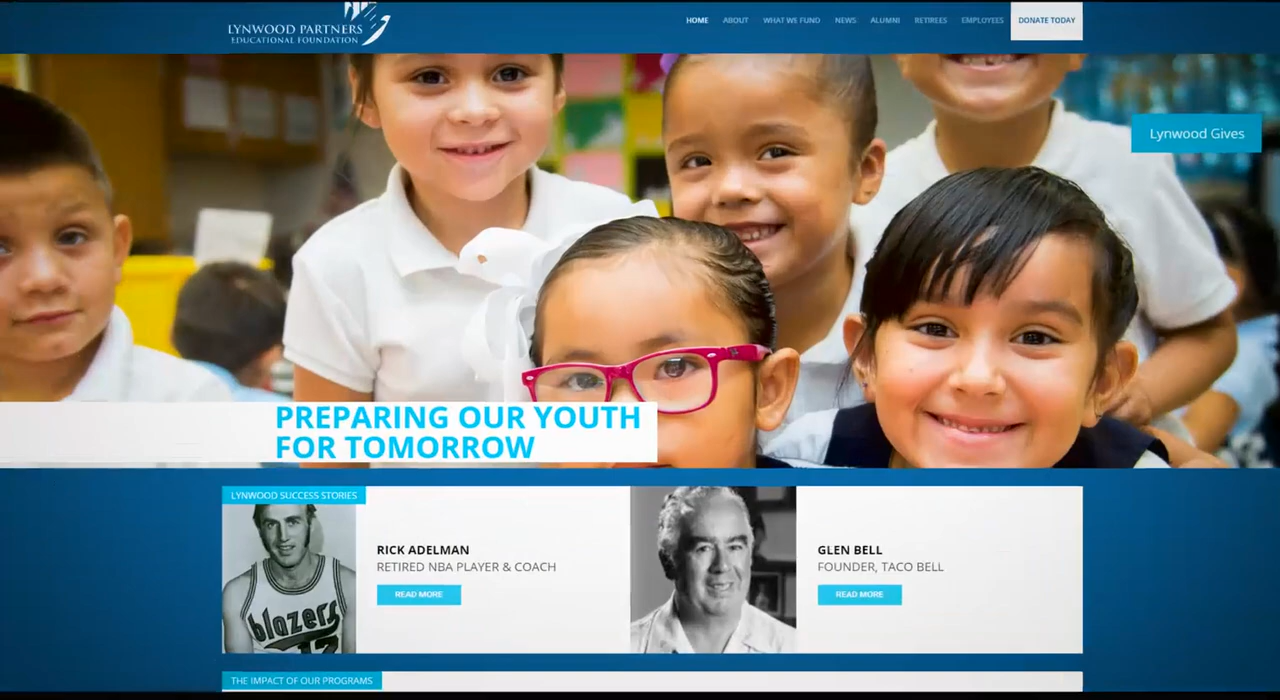 LYNWOOD PARTNERS
EDUCATIONAL FOUNDATION
HOME ABOUT WHAT WE FUND NEWS ALUMNI RETIREES EMPLOYEES DONATE TODAY
Lynwood Gives
PREPARING OUR YOUTH
FOR TOMORROW
LYNWOOD SUCCESS STORIES
blazers
RICK ADELMAN
RETIRED NBA PLAYER & COACH
READ MORE
GLEN BELL
FOUNDER, TACO BELL
READ MORE
THE IMPACT OF OUR PROGRAMS